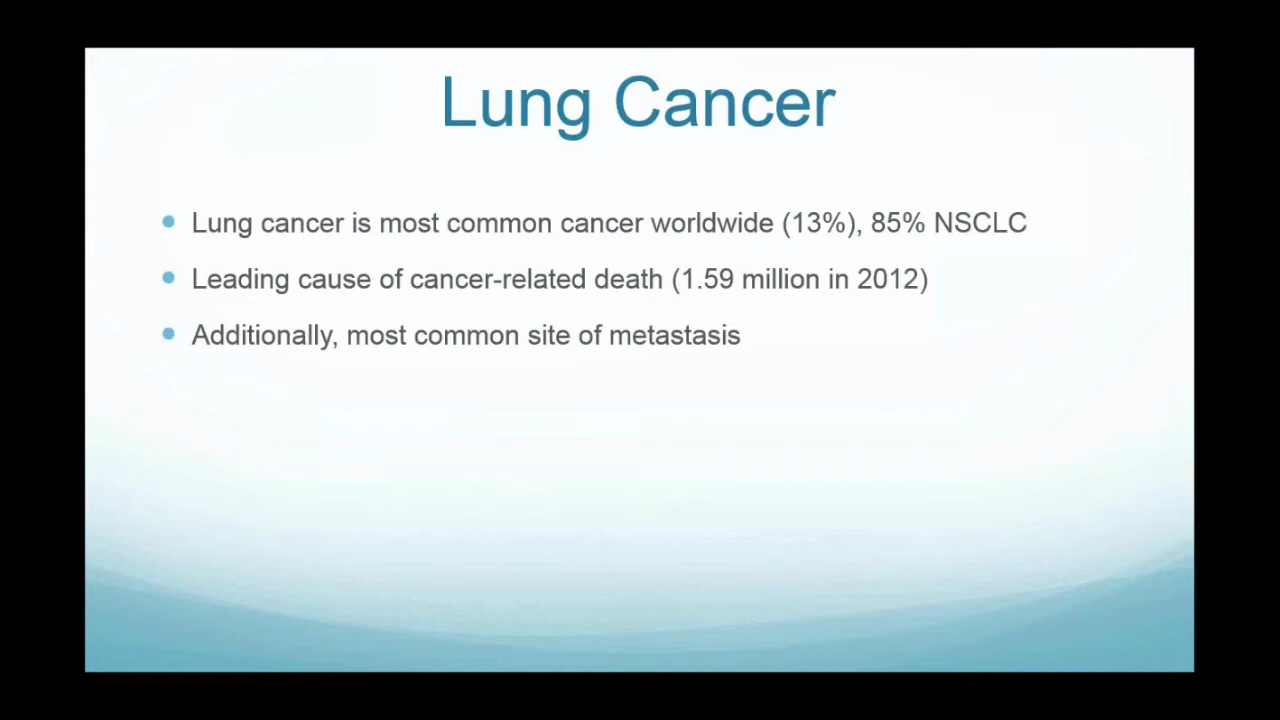 Lung Cancer
Lung cancer is most common cancer worldwide (13%), 85% NSCLC
Leading cause of cancer-related death (1.59 million in 2012)
Additionally, most common site of metastasis